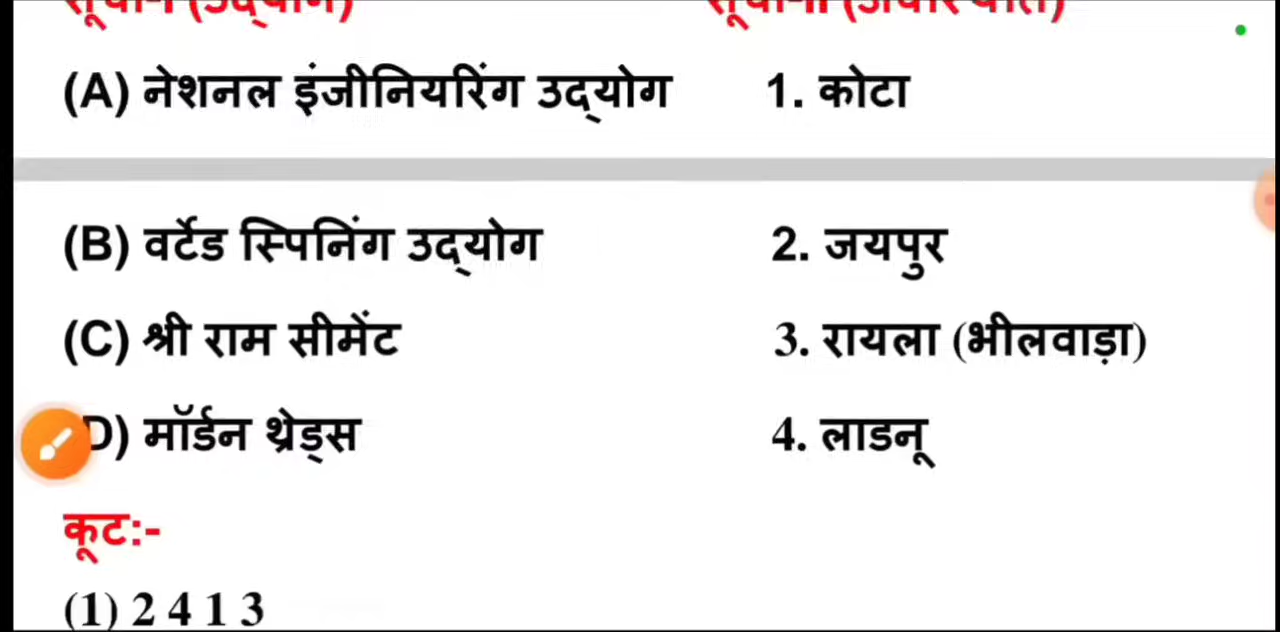 (A) नेशनल इंजीनियरिंग उद्योग 1. कोटा
(B) वर्टेड स्पिनिंग उद्योग 2. जयपुर
(C) श्री राम सीमेंट 3. रायला (भीलवाड़ा)
D) मॉर्डन थ्रेड्स 4. लाडनू
कूट:-
(1) 2 4 1 3